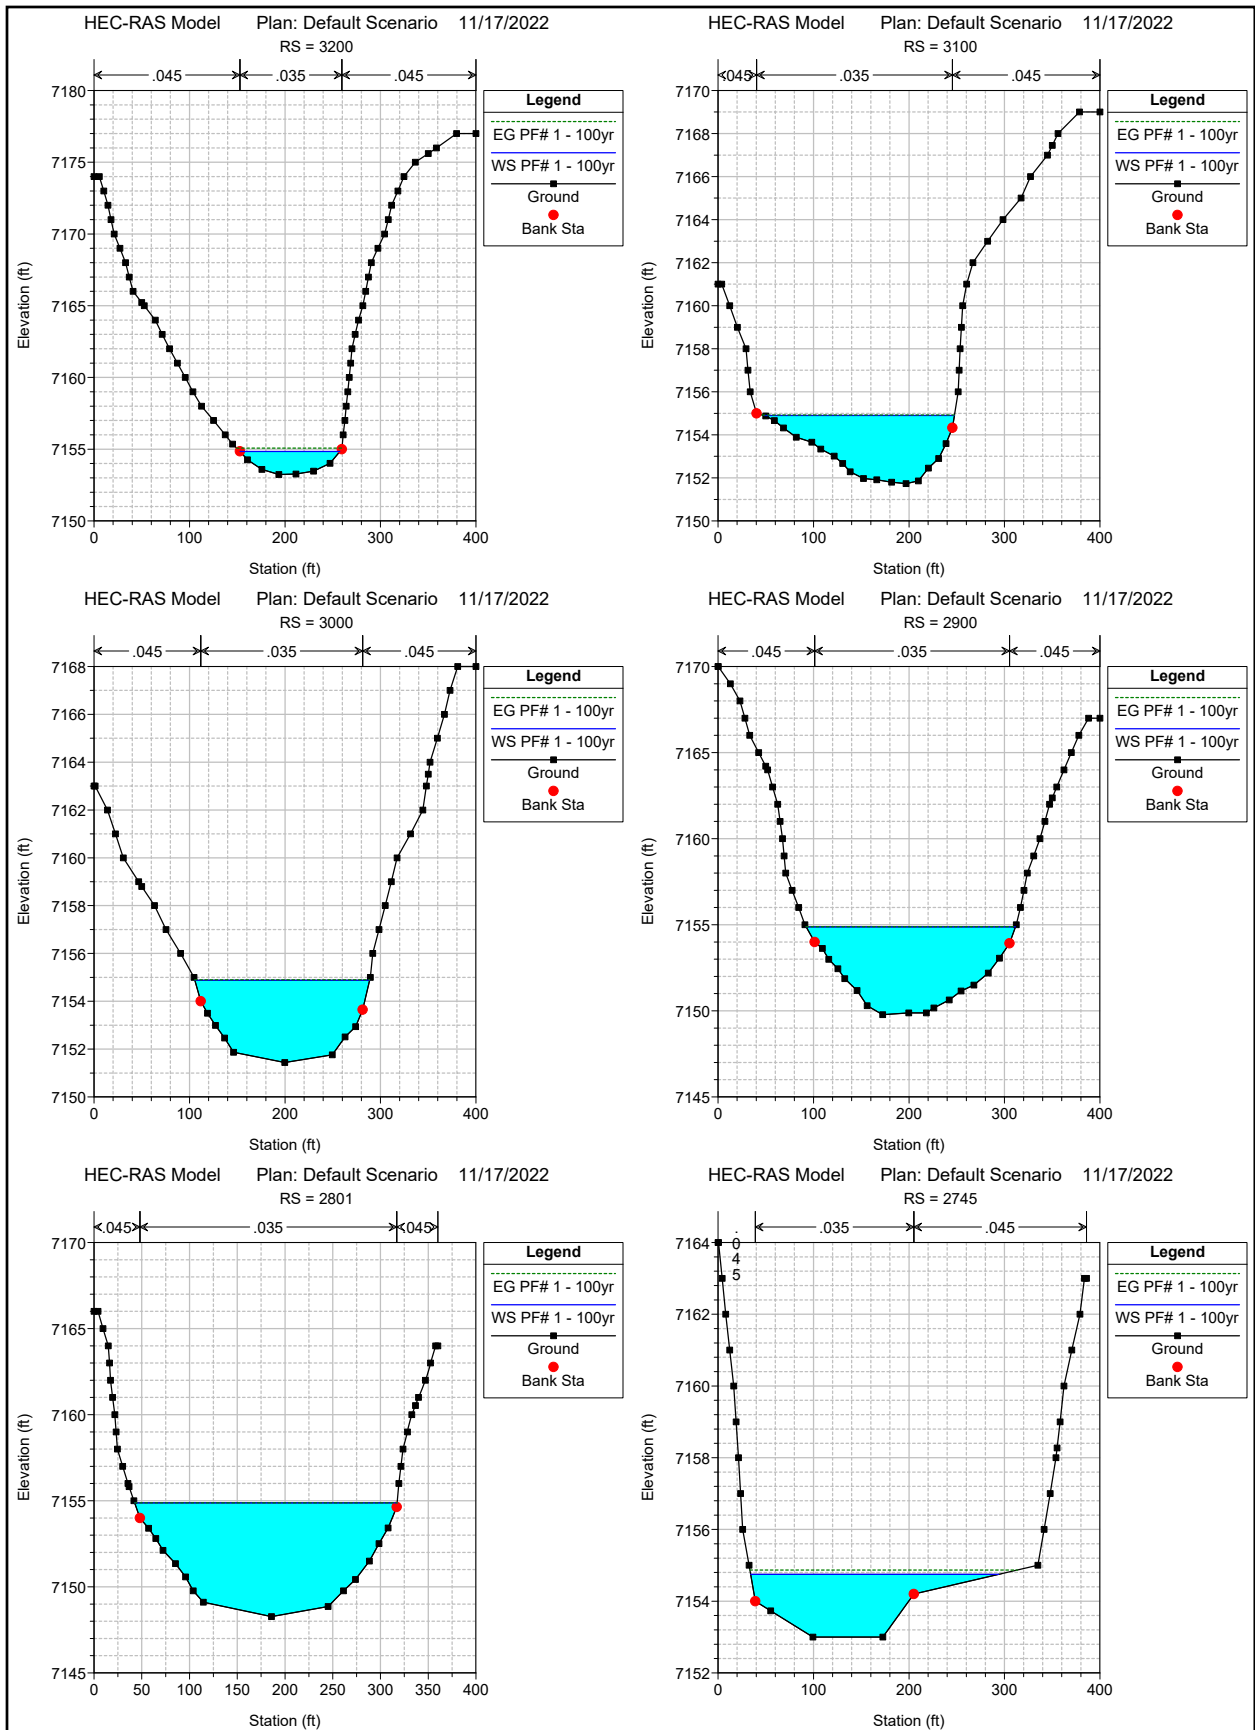 HEC-RAS Model Plan: Default Scenario 11/17/2022
RS = 3200
.045 .035 .045
7180
7175
7170
7165
7160
7155
7150
Elevation (ft)
0 100 200 300 400
Station (ft)
Legend
EG PF# 1 - 100yr
WS PF# 1 - 100yr
Ground
Bank Sta
HEC-RAS Model Plan: Default Scenario 11/17/2022
RS = 3100
.045 .035 .045
7170
7168
7166
7164
7162
7160
7158
7156
7154
7152
7150
Elevation (ft)
0 100 200 300 400
Station (ft)
Legend
EG PF# 1 - 100yr
WS PF# 1 - 100yr
Ground
Bank Sta
HEC-RAS Model Plan: Default Scenario 11/17/2022
RS = 3000
.045 .035 .045
7168
7166
7164
7162
7160
7158
7156
7154
7152
7150
Elevation (ft)
0 100 200 300 400
Station (ft)
Legend
EG PF# 1 - 100yr
WS PF# 1 - 100yr
Ground
Bank Sta
HEC-RAS Model Plan: Default Scenario 11/17/2022
RS = 2900
.045 .035 .045
7170
7165
7160
7155
7150
7145
Elevation (ft)
0 100 200 300 400
Station (ft)
Legend
EG PF# 1 - 100yr
WS PF# 1 - 100yr
Ground
Bank Sta
HEC-RAS Model Plan: Default Scenario 11/17/2022
RS = 2801
.045 .035 .045
7170
7165
7160
7155
7150
7145
Elevation (ft)
0 50 100 150 200 250 300 350 400
Station (ft)
Legend
EG PF# 1 - 100yr
WS PF# 1 - 100yr
Ground
Bank Sta
HEC-RAS Model Plan: Default Scenario 11/17/2022
RS = 2745
.045 .035 .045
7164
7162
7160
7158
7156
7154
7152
Elevation (ft)
0 100 200 300 400
Station (ft)
Legend
EG PF# 1 - 100yr
WS PF# 1 - 100yr
Ground
Bank Sta